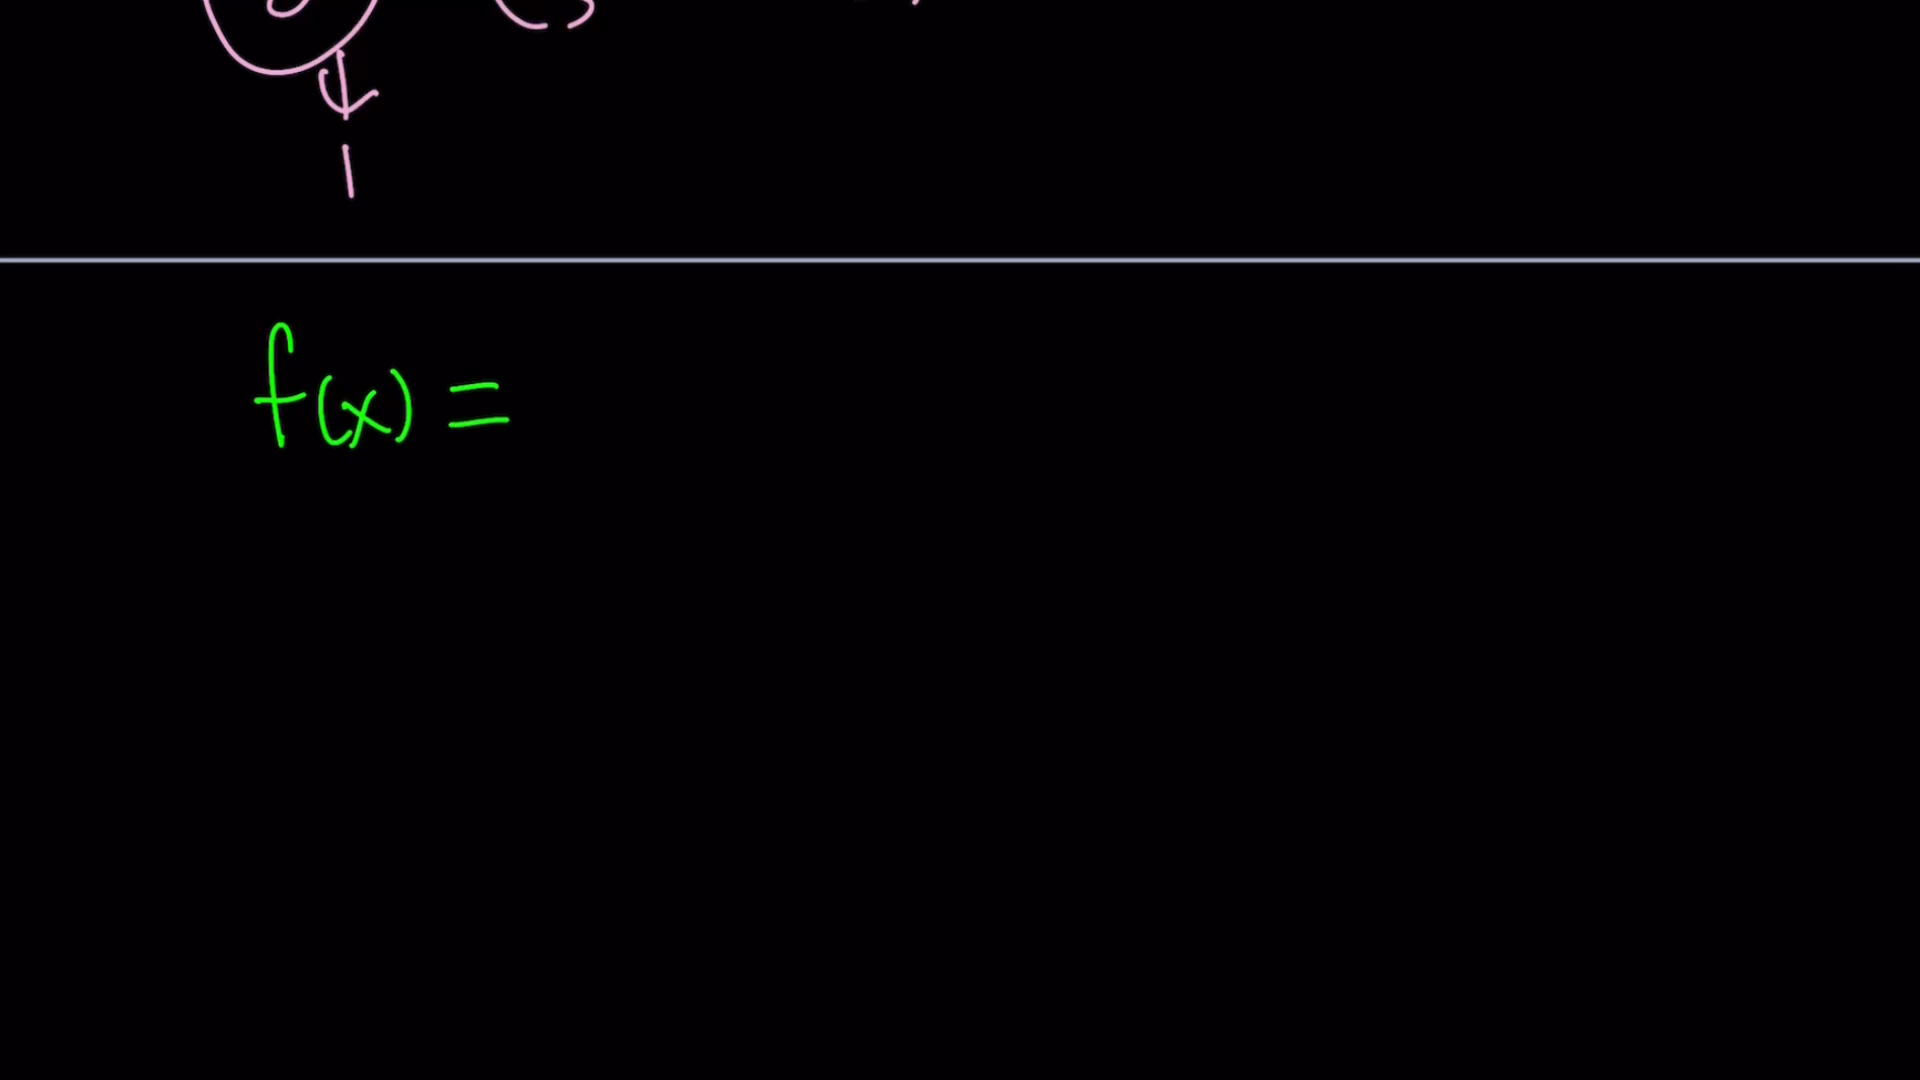 1
f(x) =